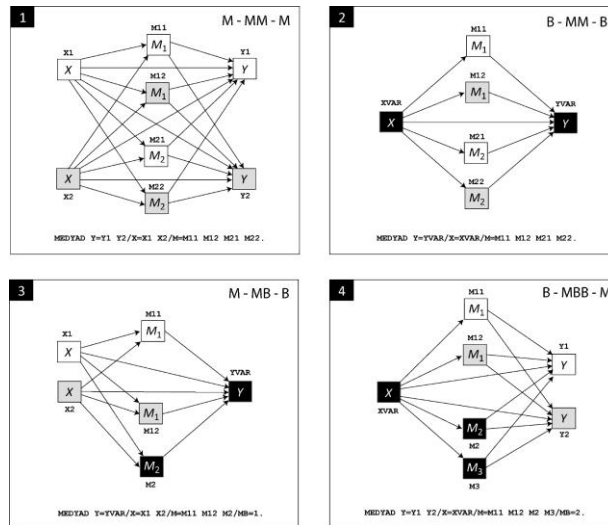 1
M - MM - M
M11
X1
M₁
Y1
X
M12
Y
M₁
M21
M₂
X
M22
Y
X2
M₂
Y2
MEDYAD Y=Y1 Y2/X=X1 X2/M=M11 M12 M21 M22.
2
B - MM - B
M11
M₁
M12
XVAR
M₁
YVAR
X
Y
M21
M₂
M22
M₂
MEDYAD Y=YVAR/X=XVAR/M=M11 M12 M21 M22.
3
M - MB - B
M11
X1
M₁
X
YVAR
X
Y
X2
M₁
M12
M₂
M2
MEDYAD Y=YVAR/X=X1 X2/M=M11 M12 M2/MB=1.
4
B - MBB - M
M11
M₁
Y1
M12
Y
M₁
X
XVAR
Y
M₂
Y2
M2
M₃
M3
MEDYAD Y=Y1 Y2/X=XVAR/M=M11 M12 M2 M3/MB=2.